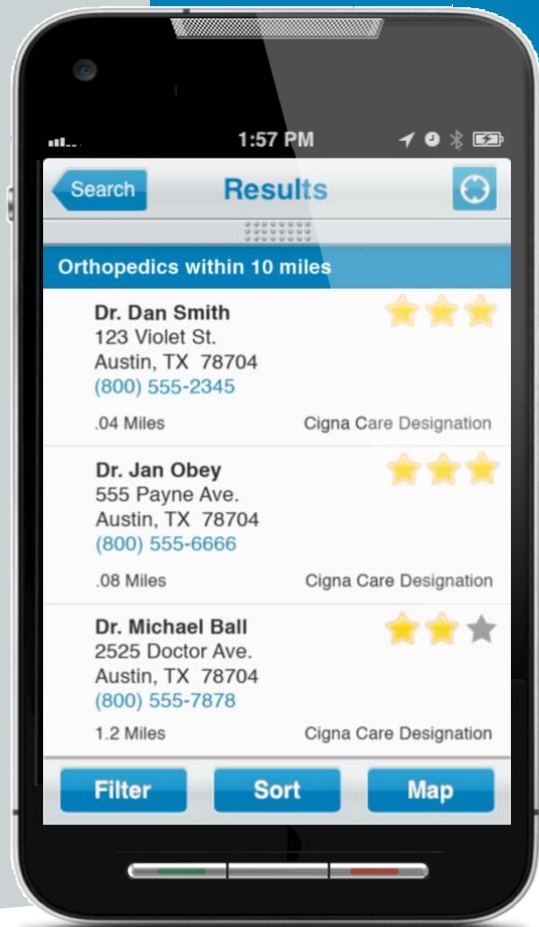 1:57 PM
Search
Results
Orthopedics within 10 miles
Dr. Dan Smith
123 Violet St.
Austin, TX 78704
(800) 555-2345
.04 Miles Cigna Care Designation
Dr. Jan Obey
555 Payne Ave.
Austin, TX 78704
(800) 555-6666
.08 Miles Cigna Care Designation
Dr. Michael Ball
2525 Doctor Ave.
Austin, TX 78704
(800) 555-7878
1.2 Miles Cigna Care Designation
Filter Sort Map